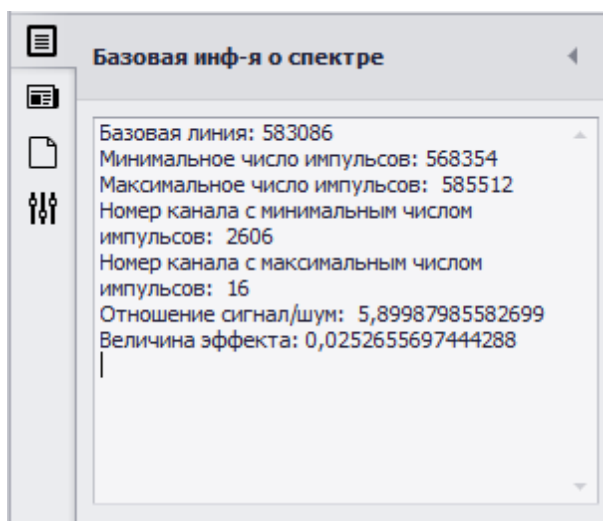 Базовая инф-я о спектре
Базовая линия: 583086
Минимальное число импульсов: 568354
Максимальное число импульсов:  585512
Номер канала с минимальным числом
импульсов:  2606
Номер канала с максимальным числом
импульсов:  16
Отношение сигнал/шум:  5,89987985582699
Величина эффекта: 0,0252655697444288